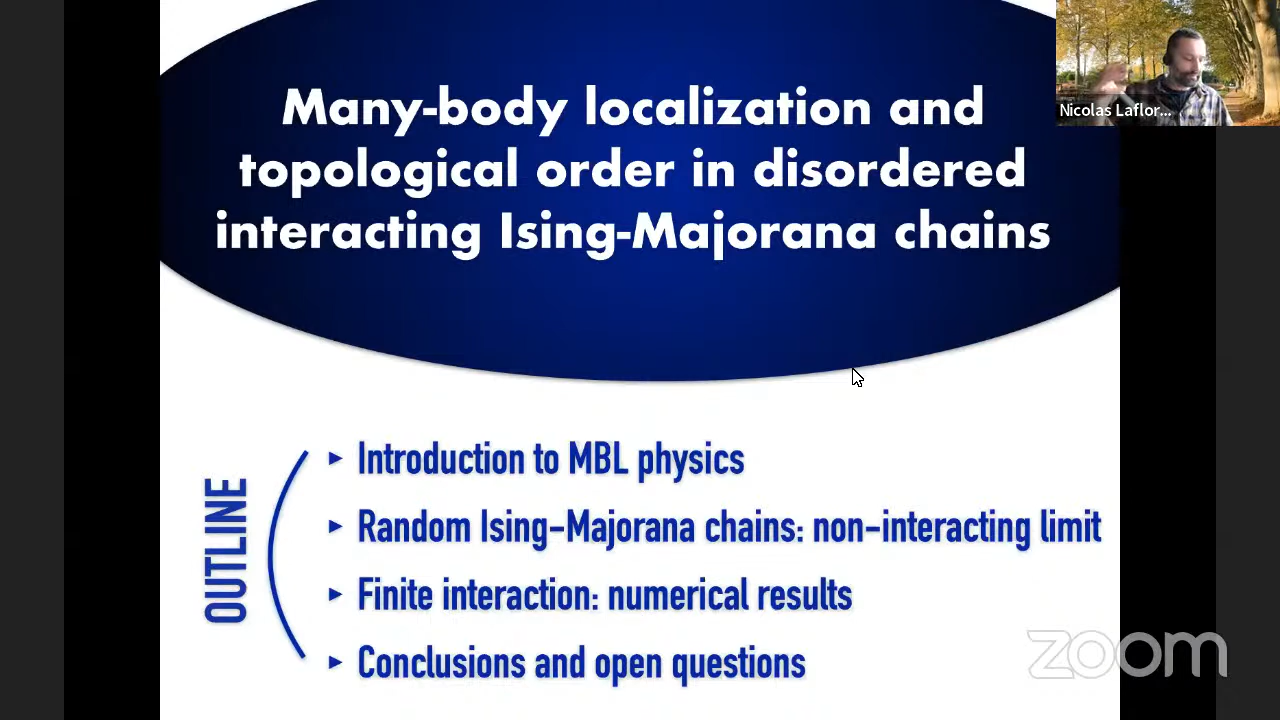 Many-body localization and
topological order in disordered
interacting Ising-Majorana chains
Nicolas Laflor...
OUTLINE
▸ Introduction to MBL physics
▸ Random Ising-Majorana chains: non-interacting limit
▸ Finite interaction: numerical results
▸ Conclusions and open questions
zoom